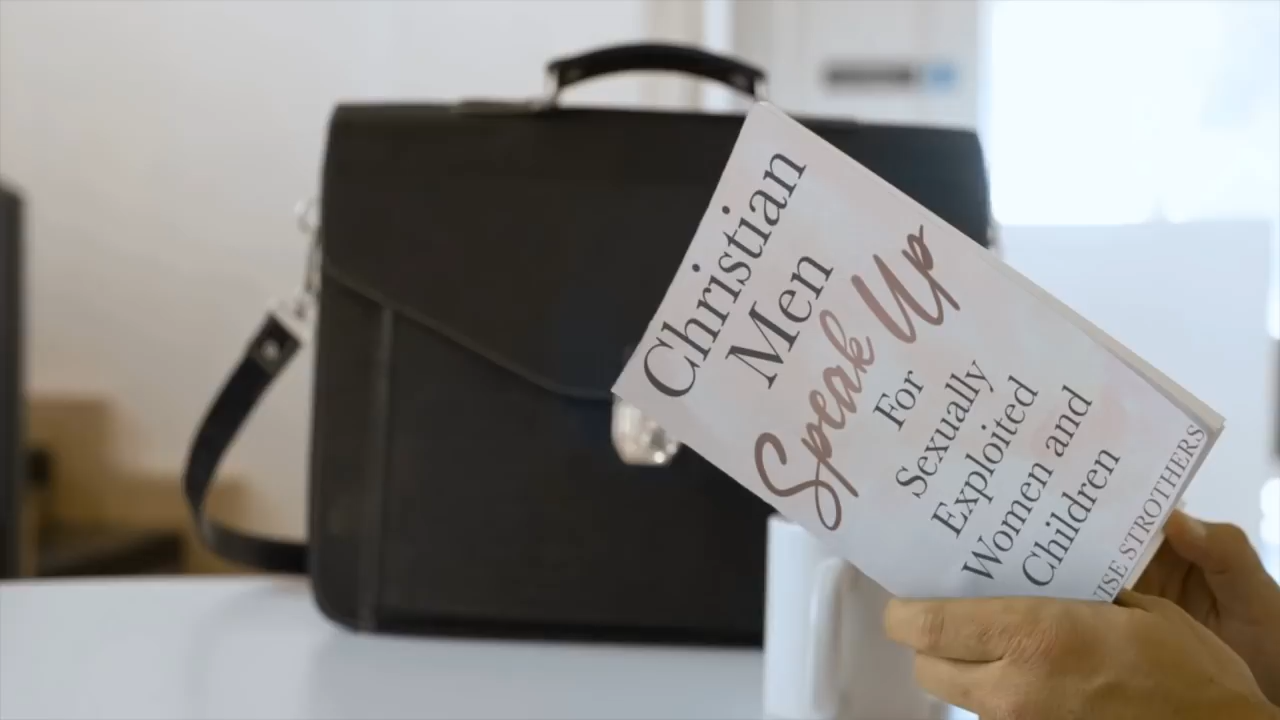 Christian
Men
Speak Up
For
Sexually
Exploited
Women and
Children
STROTHERS